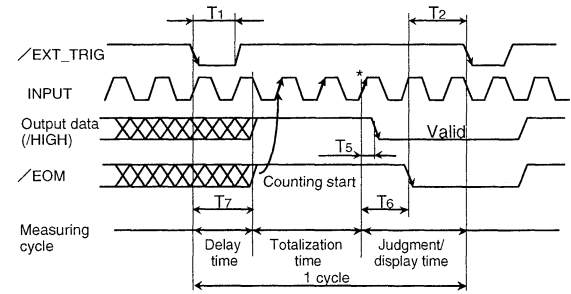 T1
T2
/EXT_TRIG
*
INPUT
Output data
(/HIGH)
Valid
T5
/EOM
Counting start
T7
T6
Measuring
cycle
Delay
time
Totalization
time
Judgment/
display time
1 cycle